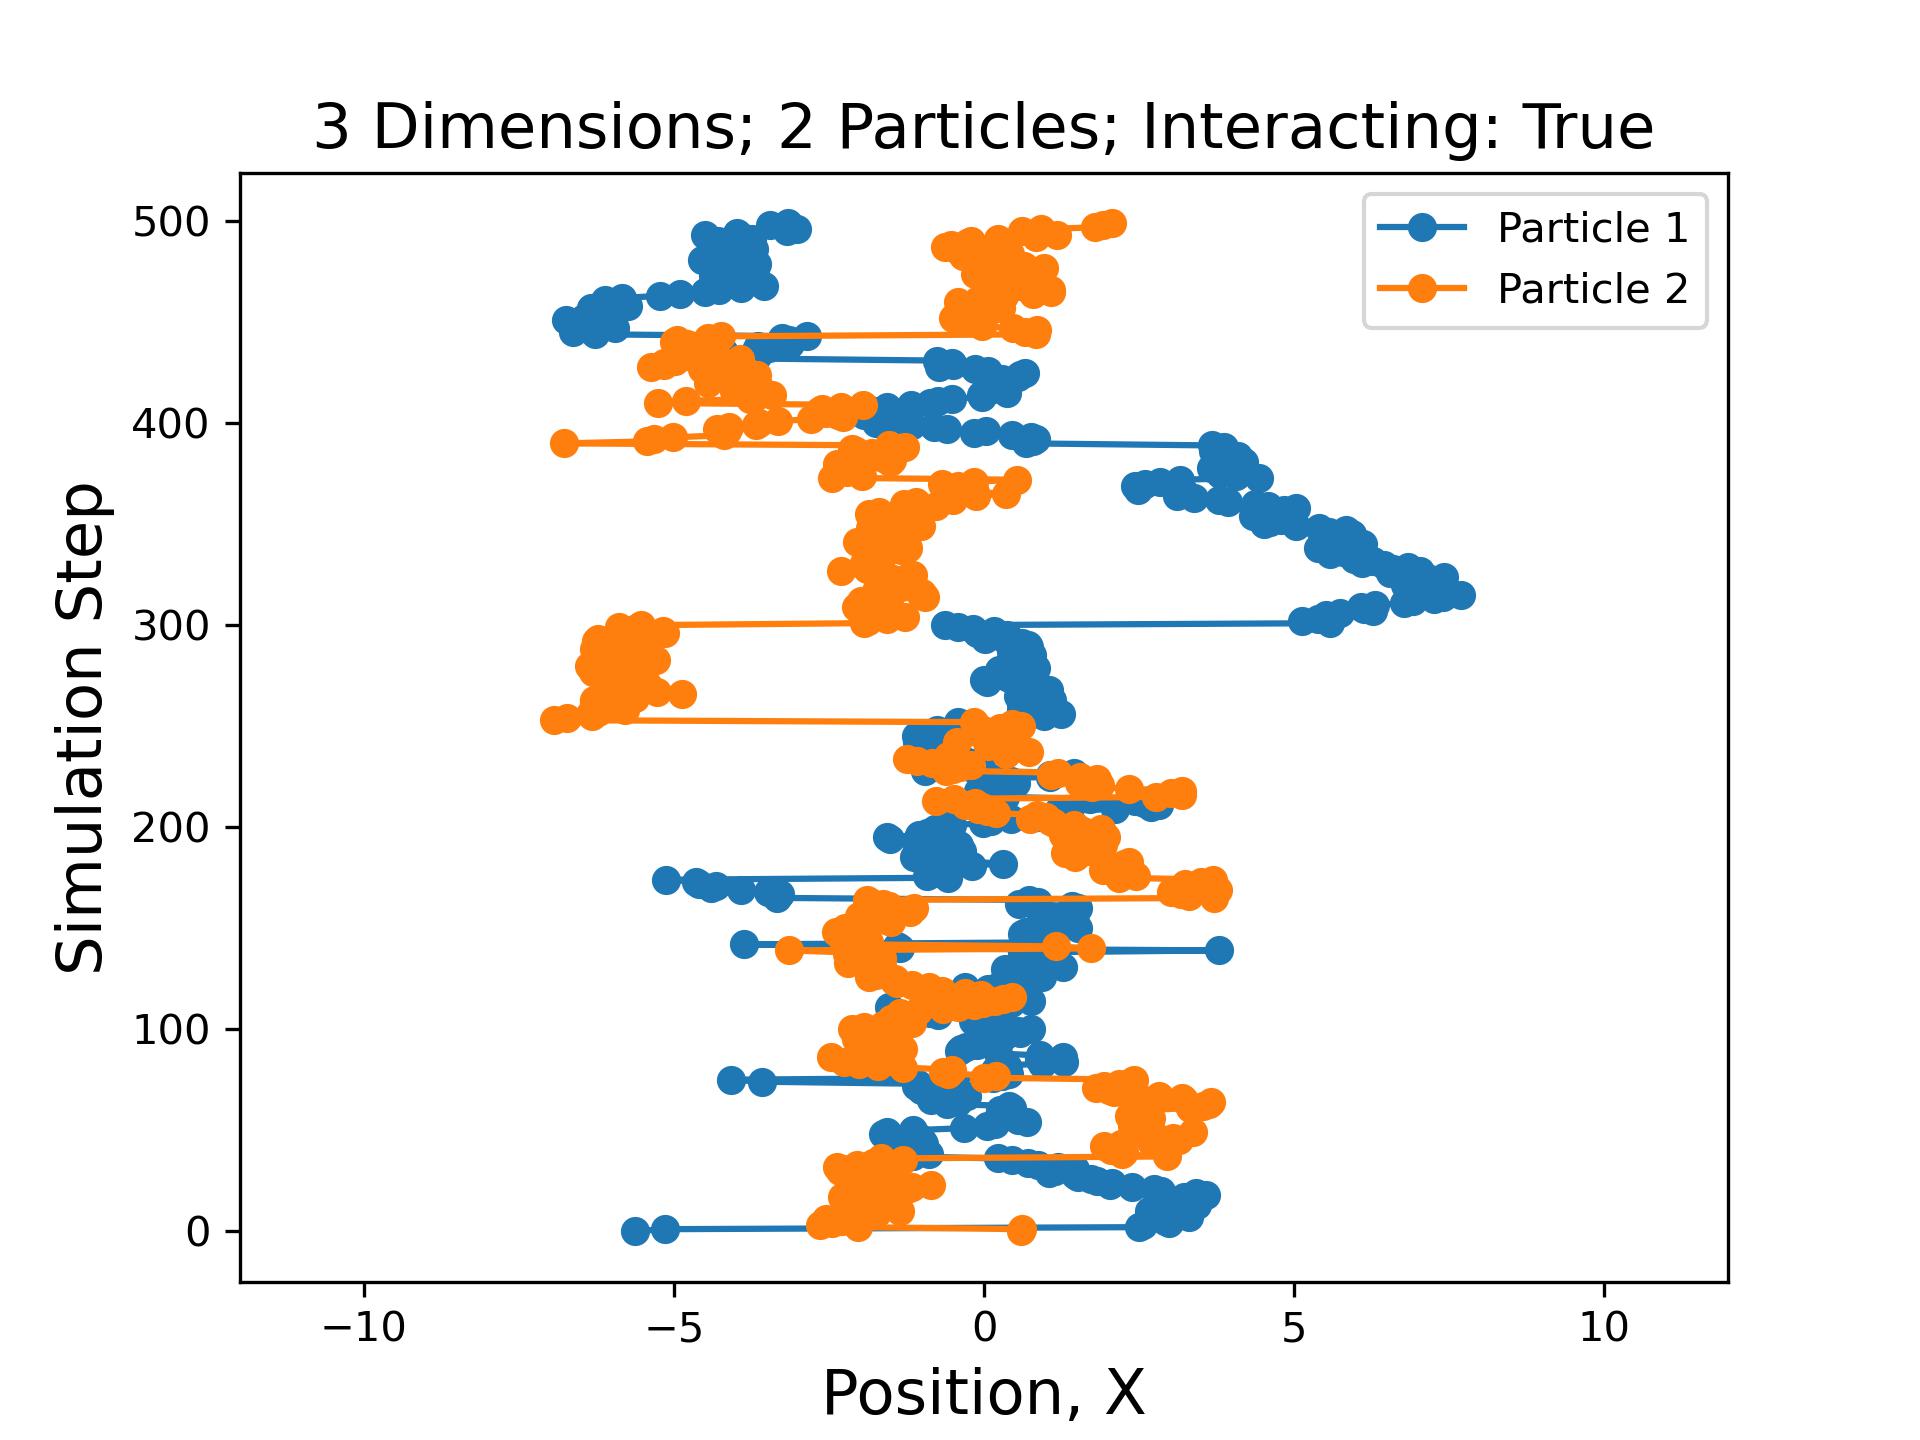 3 Dimensions; 2 Particles; Interacting: True
Particle 1
Particle 2
500
400
300
200
100
0
Simulation Step
−10
−5
0
5
10
Position, X